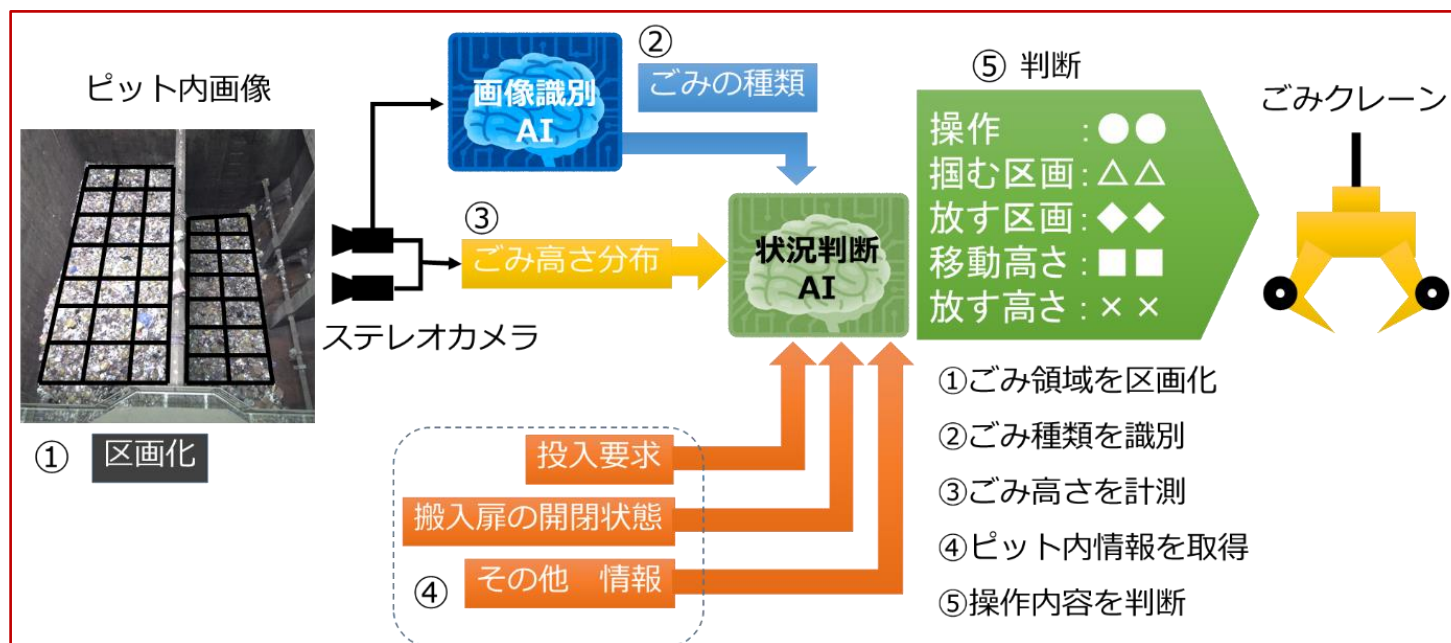 ピット内画像
① 区画化
画像識別
AI
② ごみの種類
③ ごみ高さ分布
ステレオカメラ
状況判断
AI
投入要求
搬入扉の開閉状態
④ その他 情報
⑤ 判断
操作 :●●
掴む区画:△△
放す区画:◆◆
移動高さ:■■
放す高さ:××
ごみクレーン
①ごみ領域を区画化
②ごみ種類を識別
③ごみ高さを計測
④ピット内情報を取得
⑤操作内容を判断